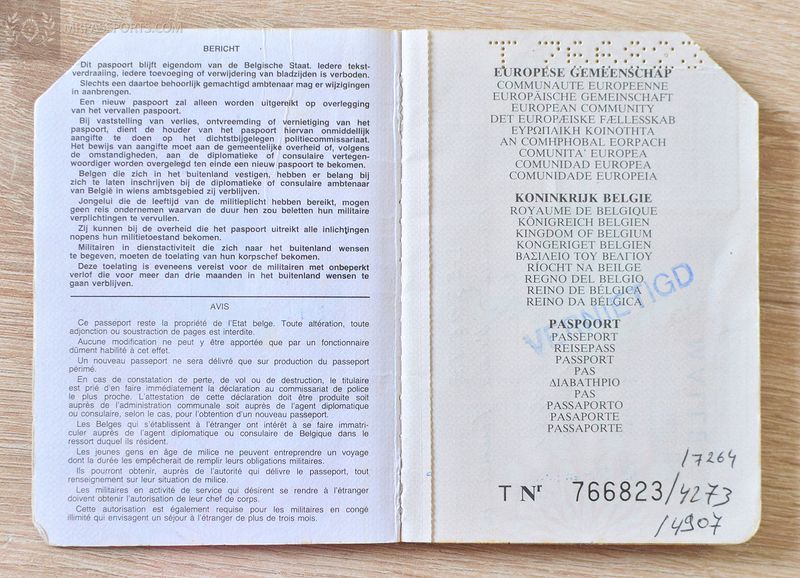 MRPASSPORTS.COM
BERICHT
Dit paspoort blijft eigendom van de Belgische Staat. Iedere tekst-
verdraaling, iedere toevoeging of verwijdering van bladzijden is verboden.
Slechts een daartoe behoorlijk gemachtigd ambtenaar mag er wijzigingen
in aanbrengen.
Een nieuw paspoort zal alleen worden uitgereikt op overlegging
van het vervallen paspoort.
Bij vaststelling van verlies, ontvreemding of vernietiging van het
paspoort, dient de houder van het paspoort hiervan onmiddellijk
aangifte te doen op het dichtstbijgelegen politiecommissariaat.
Het bewijs van aangifte moet aan de gemeentelijke overheid of, volgens
de omstandigheden, aan de diplomatieke of consulaire vertegen-
woordiger worden overgelegd ten einde een nieuw paspoort te bekomen.
Belgen die zich in het buitenland vestigen, hebben er belang bij
zich te laten inschrijven bij de diplomatieke of consulaire ambtenaar
van België in wiens ambtsgebied zij verblijven.
Jongelui die de leeftijd van de militieplicht hebben bereikt, mogen
geen reis ondernemen waarvan de duur hen zou beletten hun militaire
verplichtingen te vervullen.
Zij kunnen bij de overheid die het paspoort uitreikt alle inlichtingen
nopens hun militietoestand bekomen.
Militairen in dienstactiviteit die zich naar het buitenland wensen
te begeven, moeten de toelating van hun korpschef bekomen.
Deze toelating is eveneens vereist voor de militairen met onbeperkt
verlof die voor meer dan drie maanden in het buitenland wensen te
gaan verblijven.
AVIS
Ce passeport reste la propriété de l'Etat belge. Toute altération, toute
adjonction ou soustraction de pages est interdite.
Aucune modification ne peut y être apportée que par un fonctionnaire
dûment habilité à cet effet.
Un nouveau passeport ne sera délivré que sur production du passeport
périmé.
En cas de constatation de perte, de vol ou de destruction, le titulaire
est prié d'en faire immédiatement la déclaration au commissariat de police
le plus proche. L'attestation de cette déclaration doit être produite soit
auprès de l'administration communale soit auprès de l'agent diplomatique
ou consulaire, selon le cas, pour l'obtention d'un nouveau passeport.
Les Belges qui s'établissent à l'étranger ont intérêt à se faire immatri-
culer auprès de l'agent diplomatique ou consulaire de Belgique dans le
ressort duquel ils résident.
Les jeunes gens en âge de milice ne peuvent entreprendre un voyage
dont la durée les empêcherait de remplir leurs obligations militaires.
Ils pourront obtenir, auprès de l'autorité qui délivre le passeport, tout
renseignement sur leur situation de milice.
Les militaires en activité de service qui désirent se rendre à l'étranger
doivent obtenir l'autorisation de leur chef de corps.
Cette autorisation est également requise pour les militaires en congé
illimité qui envisagent un séjour à l'étranger de plus de trois mois.
T 766823
EUROPESE GEMEENSCHAP
COMMUNAUTE EUROPEENNE
EUROPÄISCHE GEMEINSCHAFT
EUROPEAN COMMUNITY
DET EUROPÆISKE FÆLLESSKAB
ΕΥΡΩΠΑΪΚΗ ΚΟΙΝΟΤΗΤΑ
AN COMHPHOBAL EORPACH
COMUNITA' EUROPEA
COMUNIDAD EUROPEA
COMUNIDADE EUROPEIA
KONINKRIJK BELGIE
ROYAUME DE BELGIQUE
KÖNIGREICH BELGIEN
KINGDOM OF BELGIUM
KONGERIGET BELGIEN
ΒΑΣΙΛΕΙΟ ΤΟΥ ΒΕΛΓΙΟΥ
RÍOCHT NA BEILGE
REGNO DEL BELGIO
REINO DE BÉLGICA
REINO DA BÉLGICA
VERNIETIGD
PASPOORT
PASSEPORT
REISEPASS
PASSPORT
PAS
ΔΙΑΒΑΤΗΡΙΟ
PAS
PASSAPORTO
PASAPORTE
PASSAPORTE
/7264
T Nr 766823/4273
/4907